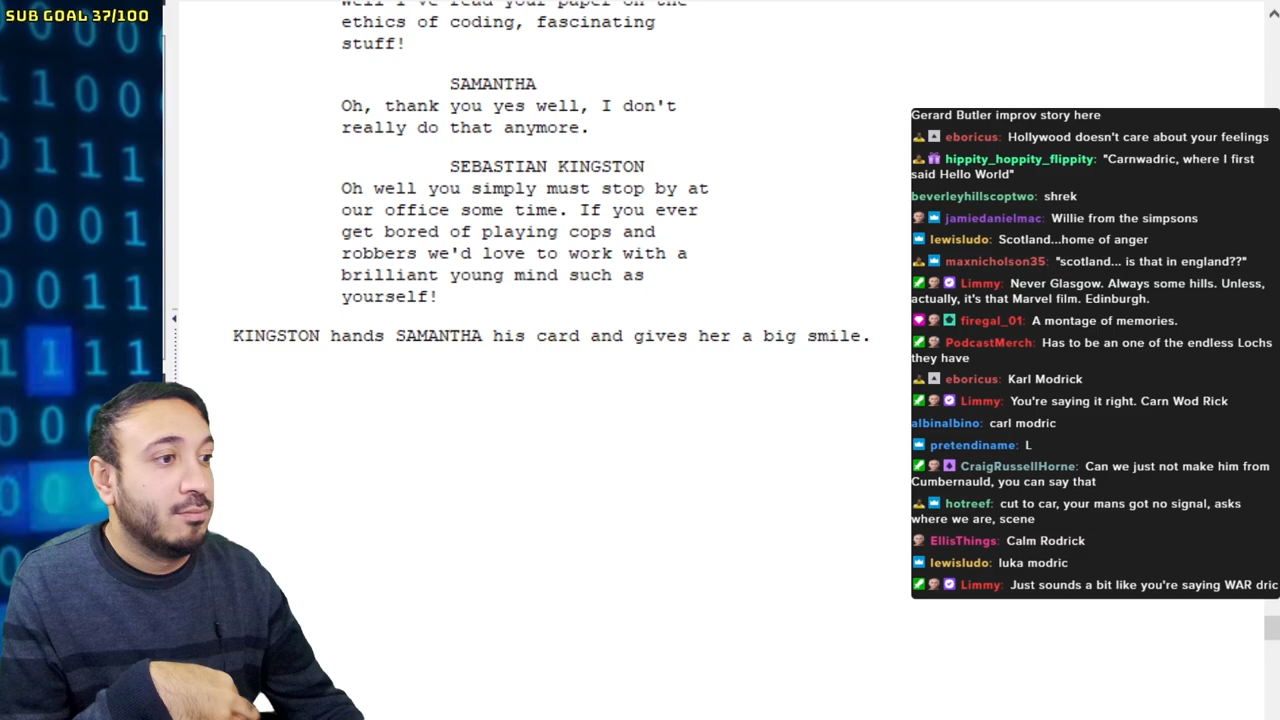 SUB GOAL 37/100
well I've read your paper on the
ethics of coding, fascinating
stuff!
SAMANTHA
Oh, thank you yes well, I don't
really do that anymore.
SEBASTIAN KINGSTON
Oh well you simply must stop by at
our office some time. If you ever
get bored of playing cops and
robbers we'd love to work with a
brilliant young mind such as
yourself!
KINGSTON hands SAMANTHA his card and gives her a big smile.
Gerard Butler improv story here
eboricus: Hollywood doesn't care about your feelings
hippity_hoppity_flippity: "Carnwadric, where I first
said Hello World"
beverleyhillscoptwo: shrek
jamiedanielmac: Willie from the simpsons
lewisludo: Scotland...home of anger
maxnicholson35: "scotland... is that in england??"
Limmy: Never Glasgow. Always some hills. Unless,
actually, it's that Marvel film. Edinburgh.
firegal_01: A montage of memories.
PodcastMerch: Has to be an one of the endless Lochs
they have
eboricus: Karl Modrick
Limmy: You're saying it right. Carn Wod Rick
albinalbino: carl modric
pretendiname: L
CraigRussellHorne: Can we just not make him from
Cumbernauld, you can say that
hotreef: cut to car, your mans got no signal, asks
where we are, scene
EllisThings: Calm Rodrick
lewisludo: luka modric
Limmy: Just sounds a bit like you're saying WAR dric